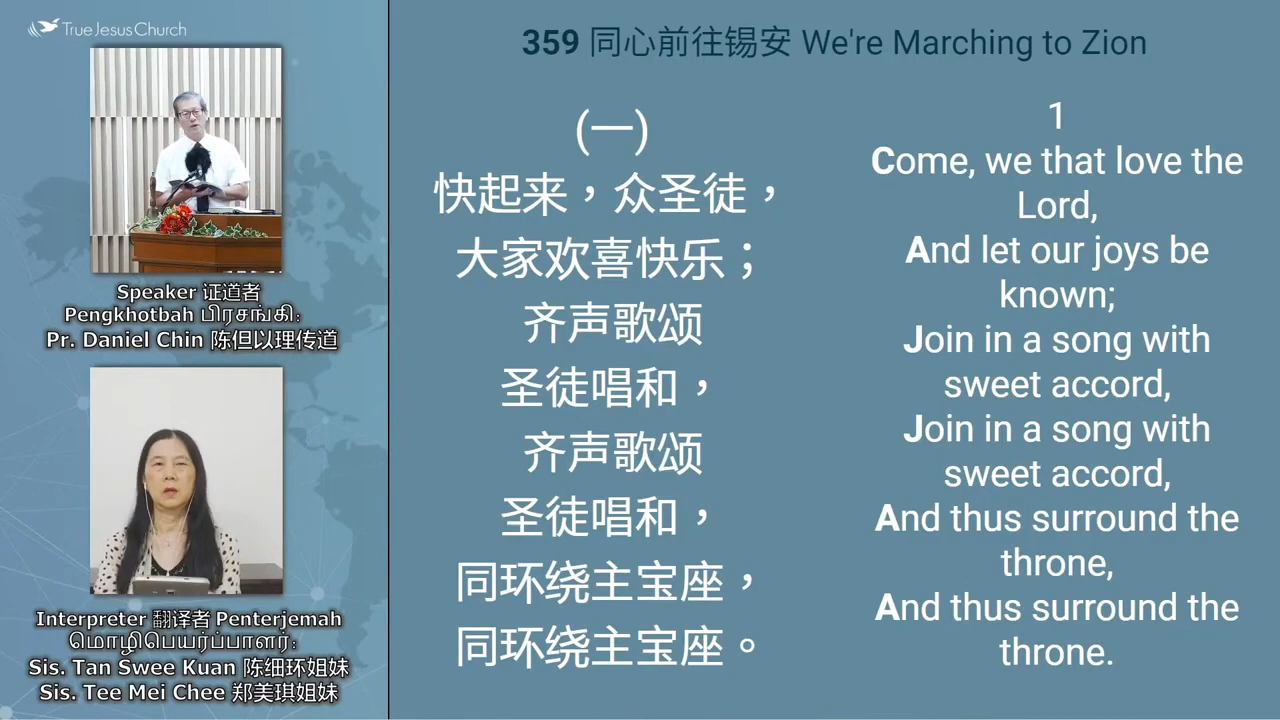 True Jesus Church
Speaker 证道者
Pengkhotbah பிரசங்கி:
Pr. Daniel Chin 陈但以理传道
Interpreter 翻译者 Penterjemah
மொழிபெயர்ப்பாளர்:
Sis. Tan Swee Kuan 陈细环姐妹
Sis. Tee Mei Chee 郑美琪姐妹
359 同心前往锡安 We're Marching to Zion
(一)
快起来，众圣徒，
大家欢喜快乐；
齐声歌颂
圣徒唱和，
齐声歌颂
圣徒唱和，
同环绕主宝座，
同环绕主宝座。
1
Come, we that love the
Lord,
And let our joys be
known;
Join in a song with
sweet accord,
Join in a song with
sweet accord,
And thus surround the
throne,
And thus surround the
throne.